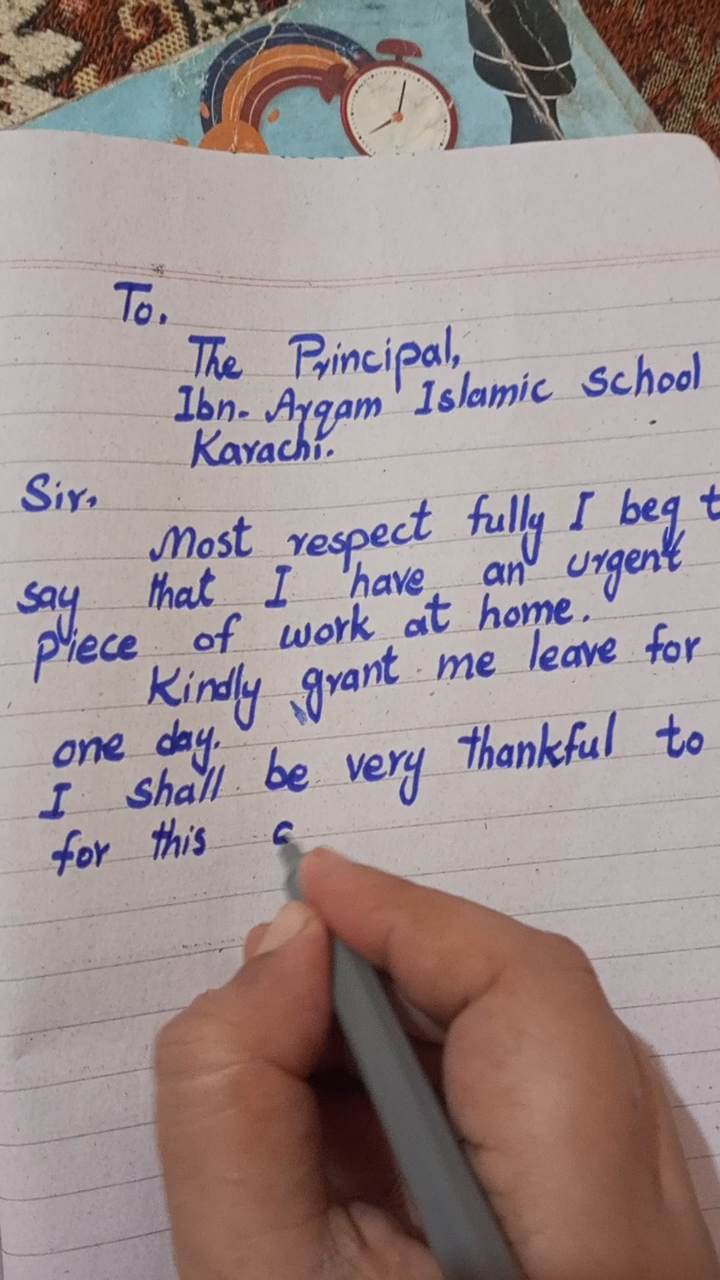 To.
The Principal,
Ibn- Arqam Islamic School
Karachi.
Sir,
Most respect fully I beg t
say that I have an urgent
piece of work at home.
Kindly grant me leave for
one day.
I shall be very thankful to
for this